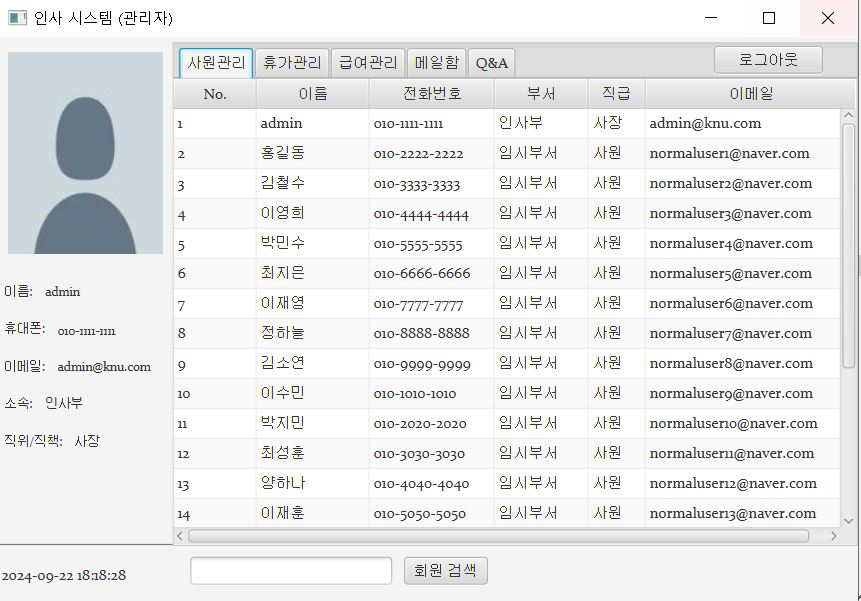 인사 시스템 (관리자)
사원관리 휴가관리 급여관리 메일함 Q&A 로그아웃
No. 이름 전화번호 부서 직급 이메일
1 admin 010-1111-1111 인사부 사장 admin@knu.com
2 홍길동 010-2222-2222 임시부서 사원 normaluser1@naver.com
3 김철수 010-3333-3333 임시부서 사원 normaluser2@naver.com
4 이영희 010-4444-4444 임시부서 사원 normaluser3@naver.com
5 박민수 010-5555-5555 임시부서 사원 normaluser4@naver.com
6 최지은 010-6666-6666 임시부서 사원 normaluser5@naver.com
7 이재영 010-7777-7777 임시부서 사원 normaluser6@naver.com
8 정하늘 010-8888-8888 임시부서 사원 normaluser7@naver.com
9 김소연 010-9999-9999 임시부서 사원 normaluser8@naver.com
10 이수민 010-1010-1010 임시부서 사원 normaluser9@naver.com
11 박지민 010-2020-2020 임시부서 사원 normaluser10@naver.com
12 최성훈 010-3030-3030 임시부서 사원 normaluser11@naver.com
13 양하나 010-4040-4040 임시부서 사원 normaluser12@naver.com
14 이재훈 010-5050-5050 임시부서 사원 normaluser13@naver.com
이름: admin
휴대폰: 010-1111-1111
이메일: admin@knu.com
소속: 인사부
직위/직책: 사장
2024-09-22 18:18:28 회원 검색